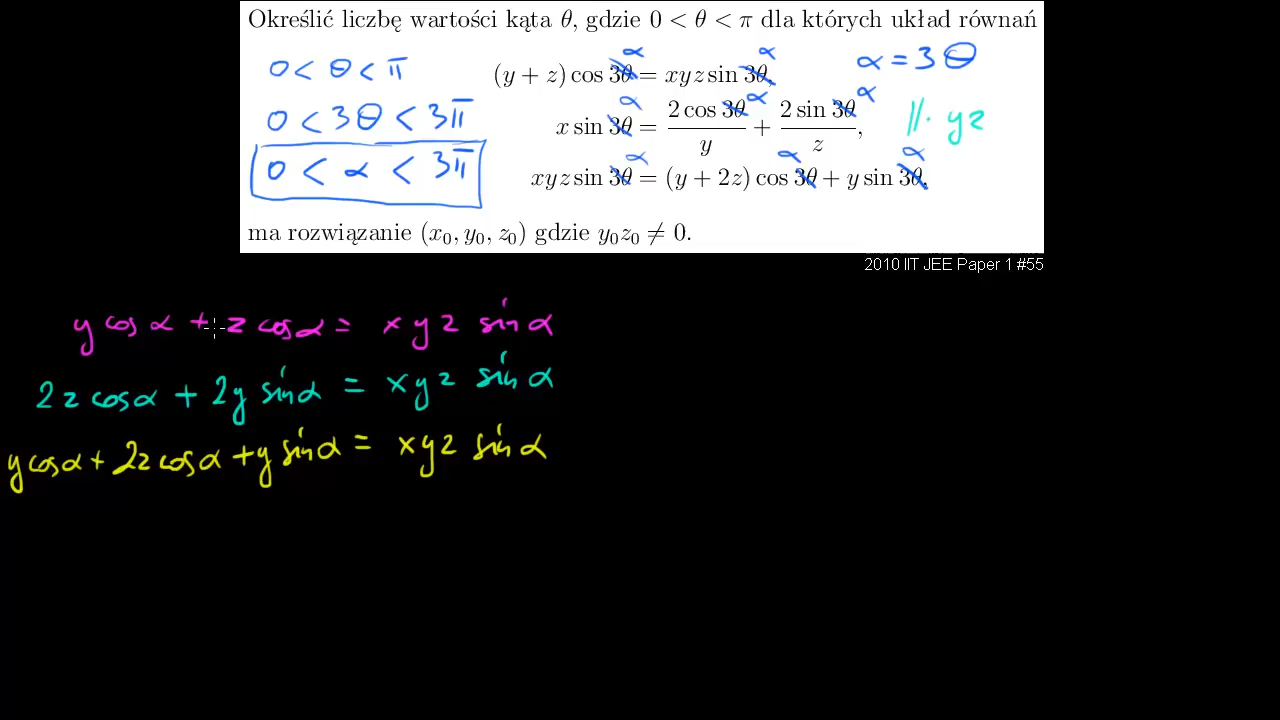 Określić liczbę wartości kąta θ, gdzie 0 < θ < π dla których układ równań
0 < θ < π
(y + z) cos 3θ = xyz sin 3θ,
α α
α = 3θ
0 < 3θ < 3π
x sin 3θ = 2 cos 3θ / y + 2 sin 3θ / z,
α α α
//· yz
0 < α < 3π
xyz sin 3θ = (y + 2z) cos 3θ + y sin 3θ,
α α α
ma rozwiązanie (x₀, y₀, z₀) gdzie y₀z₀ ≠ 0.
2010 IIT JEE Paper 1 #55
y cos α + z cos α = x y z sin α
2z cos α + 2y sin α = x y z sin α
y cos α + 2z cos α + y sin α = x y z sin α